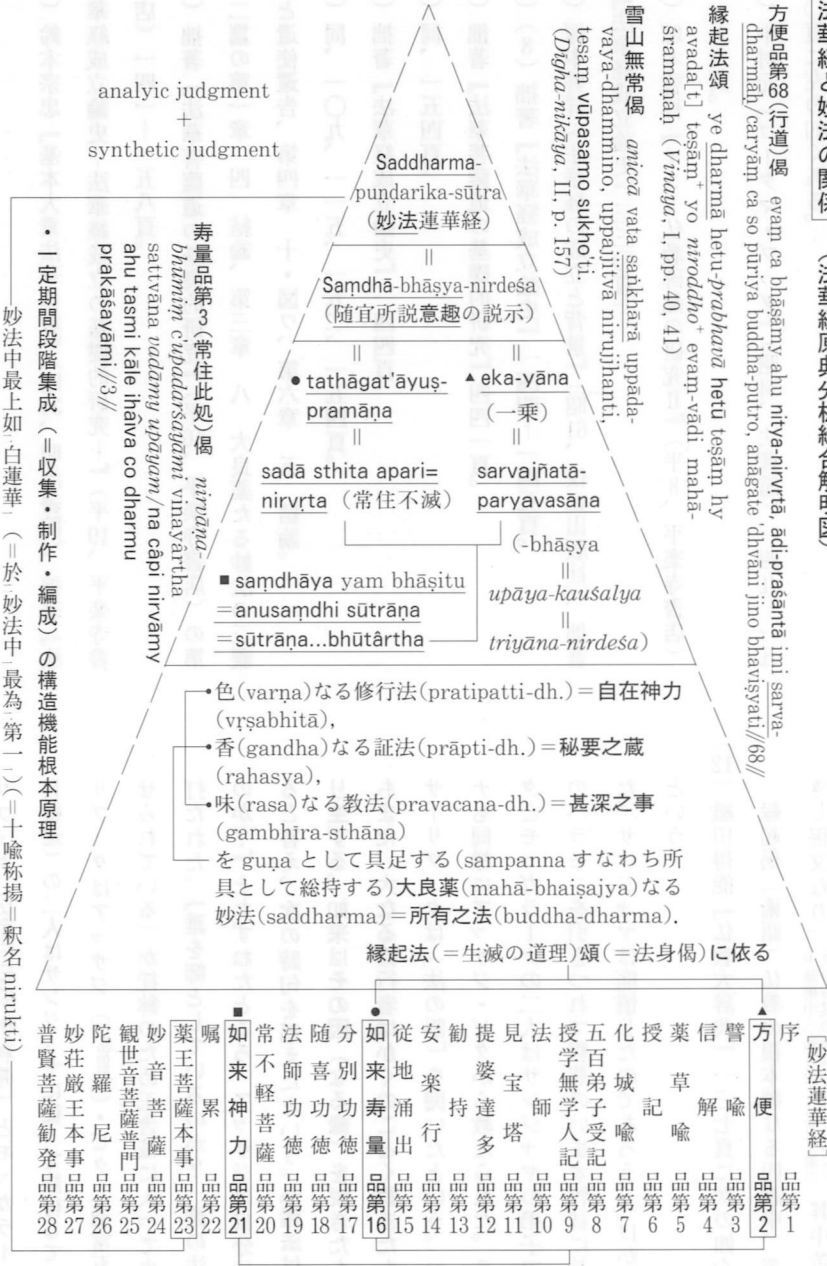 法華経と妙法の関係 （法華経原典分析綜合解明図）
方便品第68(行道)偈 evaṃ ca bhāṣāmy ahu nitya-nirvṛtā, ādi-praśāntā imi sarva-
dharmāḥ/caryāṃ ca so pūriya buddha-putro, anāgate 'dhvāni jino bhaviṣyati//68//
縁起法頌 ye dharmā hetu-prabhavā hetū teṣāṃ hy
avada[t] teṣāṃ⁺ yo niroddho⁺ evaṃ-vādi mahā-
śramaṇaḥ (Vinaya. I, pp. 40, 41)
雪山無常偈 aniccā vata saṅkhārā uppāda-
vaya-dhammino, uppajjitvā nirujjhanti,
tesaṃ vūpasamo sukho'ti.
(Dīgha-nikāya, II, p. 157)
analyic judgment
+
synthetic judgment
Saddharma-
puṇḍarika-sūtra
(妙法蓮華経)
=
Saṃdhā-bhāṣya-nirdeśa
(随宜所説意趣の説示)
= =
● tathāgat'āyuṣ-
pramāṇa
=
sadā sthita apari=
nirvṛta (常住不滅)
▲ eka-yāna
(一乗)
=
sarvajñatā-
paryavasāna
(-bhāṣya
=
upāya-kauśalya
=
triyāna-nirdeśa)
■ saṃdhāya yam bhāṣitu
=anusaṃdhi sūtrāṇa
=sūtrāṇa...bhūtârtha
寿量品第3(常住此処)偈 nirvāṇa-
bhūmiṃ c'upadarśayāmi vinayârtha
sattvāna vadāmy upāyam/na câpi nirvāmy
ahu tasmi kāle ihâiva co dharmu
prakāśayāmi//3//
・一定期間段階集成（＝収集・制作・編成）の構造機能根本原理
妙法中最上如㆓白蓮華㆒（＝於㆓妙法中㆒最為㆓第一㆒）（＝十喩称揚＝釈名 nirukti）
•色(varṇa)なる修行法(pratipatti-dh.)＝自在神力
(vṛṣabhitā),
•香(gandha)なる証法(prāpti-dh.)＝秘要之蔵
(rahasya),
•味(rasa)なる教法(pravacana-dh.)＝甚深之事
(gambhīra-sthāna)
を guṇa として具足する(sampanna すなわち所
具として総持する)大良薬(mahā-bhaiṣajya)なる
妙法(saddharma)＝所有之法(buddha-dharma).
縁起法(＝生滅の道理)頌(＝法身偈)に依る
[妙法蓮華経]
序品第1
▲ 方便品第2
譬喩品第3
信解品第4
薬草喩品第5
授記品第6
化城喩品第7
五百弟子受記品第8
授学無学人記品第9
法師品第10
見宝塔品第11
提婆達多品第12
勧持品第13
安楽行品第14
従地涌出品第15
● 如来寿量品第16
分別功徳品第17
随喜功徳品第18
法師功徳品第19
常不軽菩薩品第20
■ 如来神力品第21
嘱累品第22
薬王菩薩本事品第23
妙音菩薩品第24
観世音菩薩普門品第25
陀羅尼品第26
妙荘厳王本事品第27
普賢菩薩勧発品第28